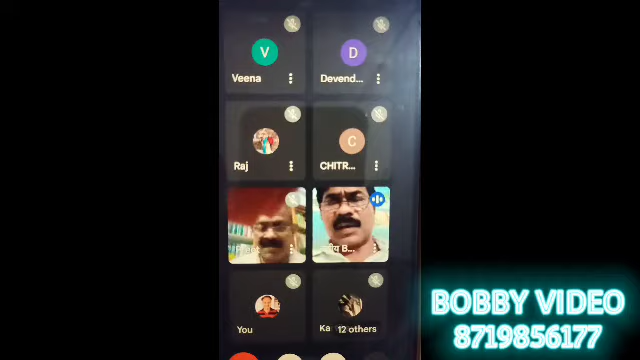 V
D
Veena
Devend...
C
Raj
CHITR...
B...
You
Ka
12 others
BOBBY VIDEO
8719856177